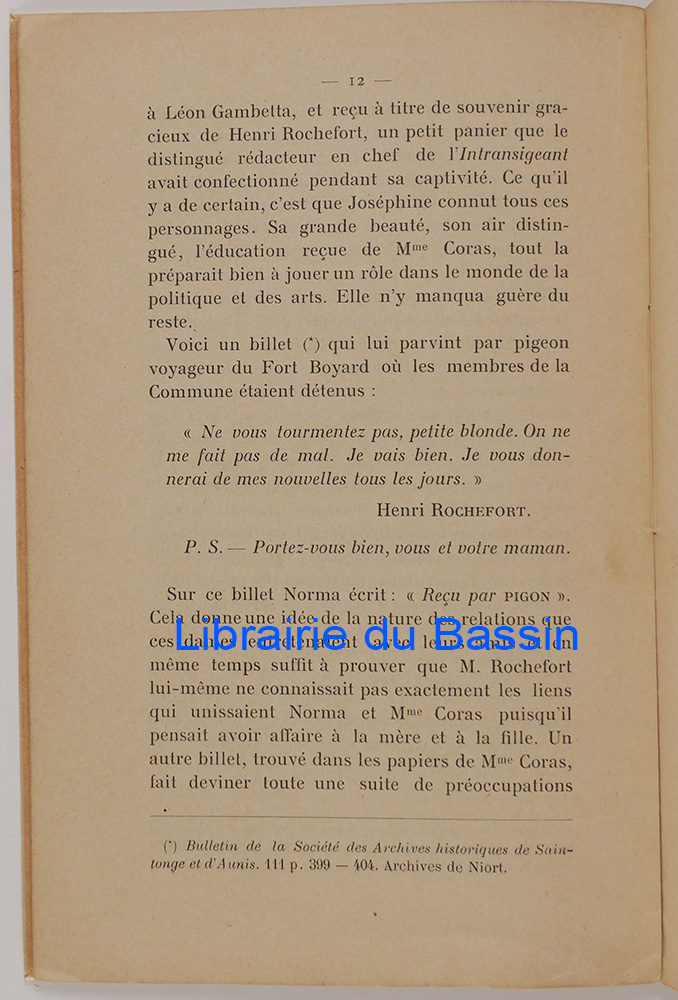 — 12 —
à Léon Gambetta, et reçu à titre de souvenir gra-
cieux de Henri Rochefort, un petit panier que le
distingué rédacteur en chef de l'Intransigeant
avait confectionné pendant sa captivité. Ce qu'il
y a de certain, c'est que Joséphine connut tous ces
personnages. Sa grande beauté, son air distin-
gué, l'éducation reçue de Mme Coras, tout la
préparait bien à jouer un rôle dans le monde de la
politique et des arts. Elle n'y manqua guère du
reste.
Voici un billet (*) qui lui parvint par pigeon
voyageur du Fort Boyard où les membres de la
Commune étaient détenus :
« Ne vous tourmentez pas, petite blonde. On ne
me fait pas de mal. Je vais bien. Je vous don-
nerai de mes nouvelles tous les jours. »
Henri ROCHEFORT.
P. S. — Portez-vous bien, vous et votre maman.
Sur ce billet Norma écrit : « Reçu par PIGON ».
Cela donne une idée de la nature des relations que
ces dames entretenaient avec leurs amis et en
Librairie du Bassin
même temps suffit à prouver que M. Rochefort
lui-même ne connaissait pas exactement les liens
qui unissaient Norma et Mme Coras puisqu'il
pensait avoir affaire à la mère et à la fille. Un
autre billet, trouvé dans les papiers de Mme Coras,
fait deviner toute une suite de préoccupations
(*) Bulletin de la Société des Archives historiques de Sain-
tonge et d'Aunis. 111 p. 399 — 404. Archives de Niort.